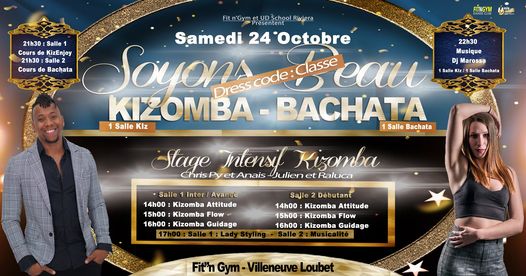 Fit n'Gym et UD School Riviera
Présentent
Samedi 24 Octobre
21h30 : Salle 1
Cours de KizEnjoy
21h30 : Salle 2
Cours de Bachata
FIT'NGYM
22h30
Musique
Dj Marossa
1 Salle Kiz / 1 Salle Bachata
Soyons Beau
Dress code : Classe
KIZOMBA - BACHATA
1 Salle Kiz
1 Salle Bachata
Stage Intensif Kizomba
Chris Py et Anais - Julien et Raluca
Salle 1 Inter / Avancé
14h00 : Kizomba Attitude
15h00 : Kizomba Flow
16h00 : Kizomba Guidage
Salle 2 Débutant
14h00 : Kizomba Attitude
15h00 : Kizomba Flow
16h00 : Kizomba Guidage
17h00 : Salle 1 : Lady Styling - Salle 2 : Musicalité
Fit''n Gym - Villeneuve Loubet